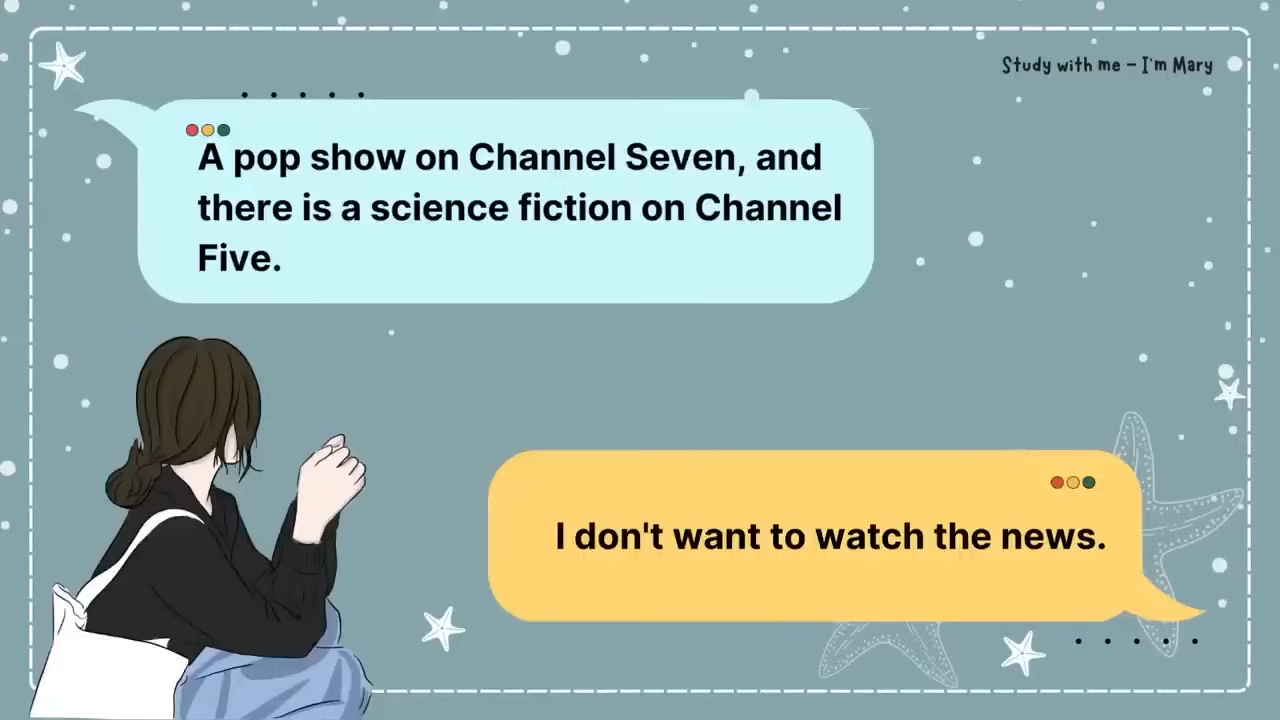 Study with me - I'm Mary
A pop show on Channel Seven, and
there is a science fiction on Channel
Five.
I don't want to watch the news.